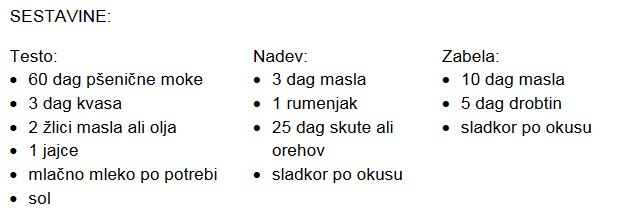 SESTAVINE:
Testo:
• 60 dag pšenične moke
• 3 dag kvasa
• 2 žlici masla ali olja
• 1 jajce
• mlačno mleko po potrebi
• sol
Nadev:
• 3 dag masla
• 1 rumenjak
• 25 dag skute ali
orehov
• sladkor po okusu
Zabela:
• 10 dag masla
• 5 dag drobtin
• sladkor po okusu